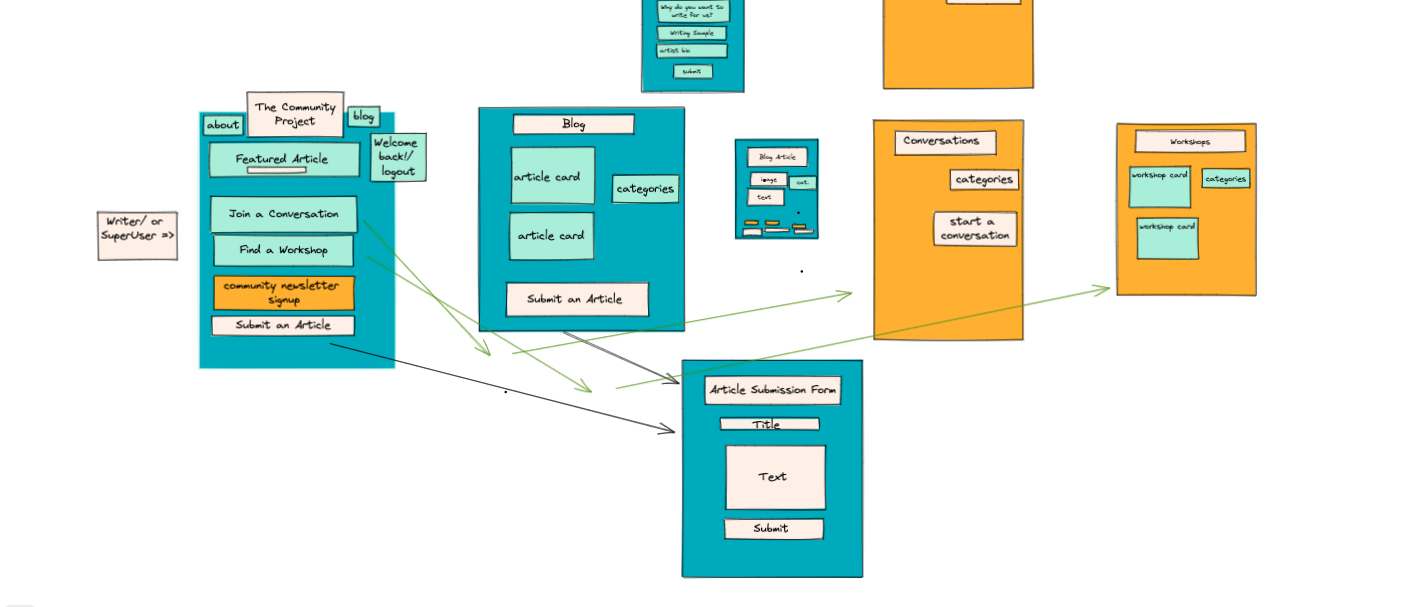 Why do you want to
write for us?
Writing Sample
artist bio
submit
Writer/ or
SuperUser =>
The Community
Project
about
blog
Welcome
back!/
logout
Featured Article
Join a Conversation
Find a Workshop
community newsletter
signup
Submit an Article
Blog
article card
categories
article card
Submit an Article
Blog Article
image
cat.
text
Conversations
categories
start a
conversation
Workshops
workshop card
categories
workshop card
Article Submission Form
Title
Text
Submit